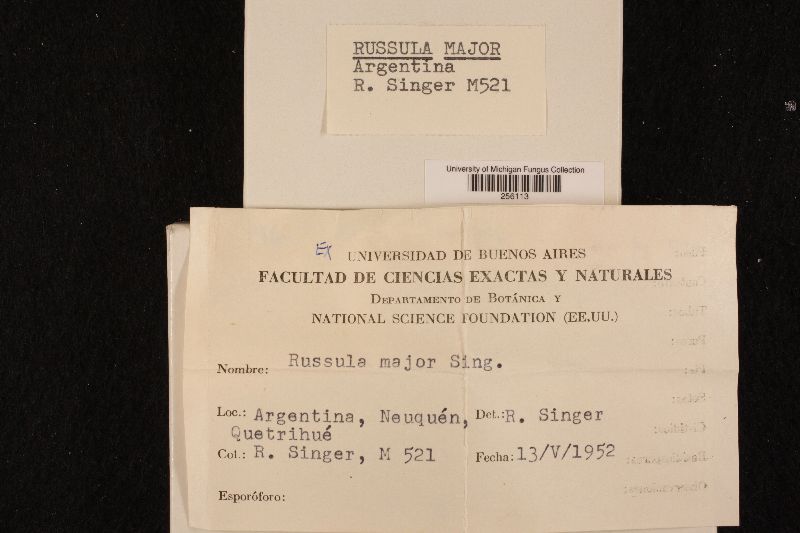 RUSSULA MAJOR
Argentina
R. Singer M521
University of Michigan Fungus Collection
256113
Ex UNIVERSIDAD DE BUENOS AIRES
FACULTAD DE CIENCIAS EXACTAS Y NATURALES
DEPARTAMENTO DE BOTÁNICA Y
NATIONAL SCIENCE FOUNDATION (EE.UU.)
Nombre: Russula major Sing.
Loc.: Argentina, Neuquén, Det.: R. Singer
Quetrihué
Col.: R. Singer, M 521 Fecha: 13/V/1952
Esporóforo: